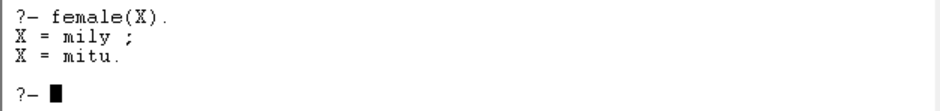 ?- female(X).
X = mily ;
X = mitu.
?-